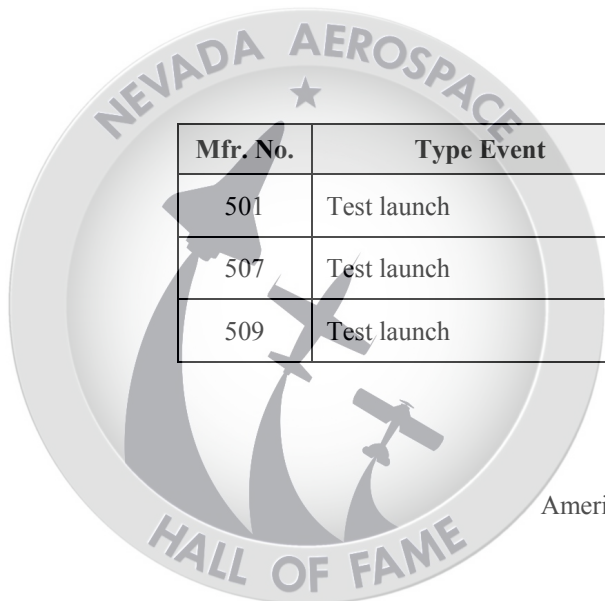 NEVADA AEROSPACE
Mfr. No. Type Event
501 Test launch
507 Test launch
509 Test launch
Ameri
HALL OF FAME